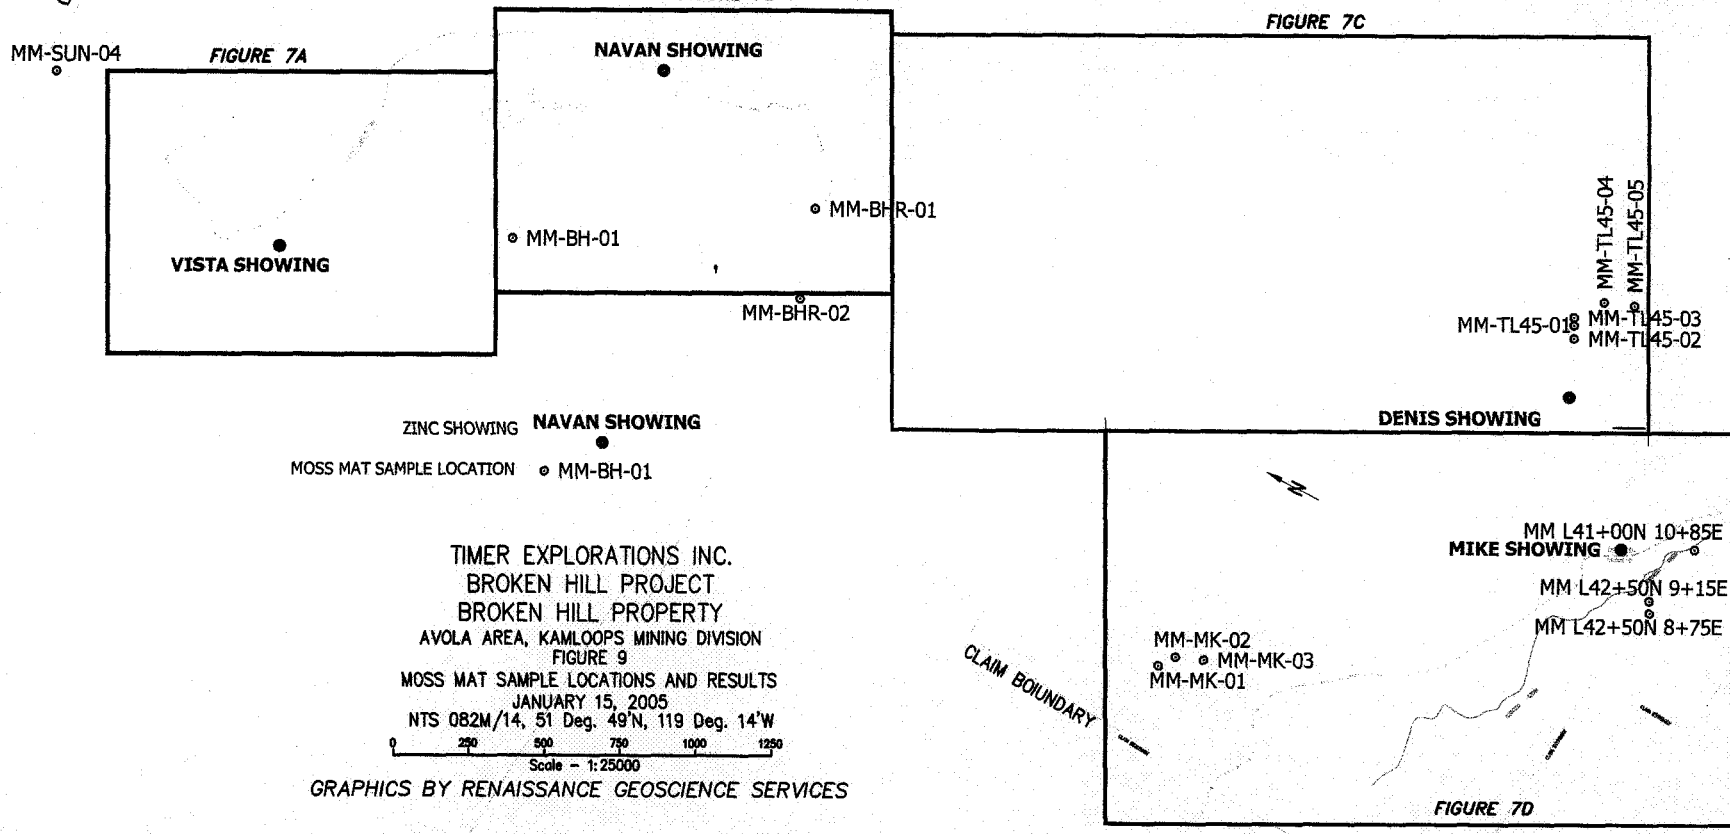 FIGURE 7C
MM-SUN-04
FIGURE 7A
NAVAN SHOWING
VISTA SHOWING
MM-BH-01
MM-BHR-01
MM-BHR-02
MM-TL45-04
MM-TL45-05
MM-TL45-01
MM-TL45-03
MM-TL45-02
DENIS SHOWING
ZINC SHOWING NAVAN SHOWING
MOSS MAT SAMPLE LOCATION MM-BH-01
N
MM L41+00N 10+85E
MIKE SHOWING
MM L42+50N 9+15E
MM L42+50N 8+75E
MM-MK-02
MM-MK-03
MM-MK-01
CLAIM BOIUNDARY
TIMER EXPLORATIONS INC.
BROKEN HILL PROJECT
BROKEN HILL PROPERTY
AVOLA AREA, KAMLOOPS MINING DIVISION
FIGURE 9
MOSS MAT SAMPLE LOCATIONS AND RESULTS
JANUARY 15, 2005
NTS 082M/14, 51 Deg. 49'N, 119 Deg. 14'W
0 250 500 750 1000 1250
Scale - 1:25000
GRAPHICS BY RENAISSANCE GEOSCIENCE SERVICES
FIGURE 7D